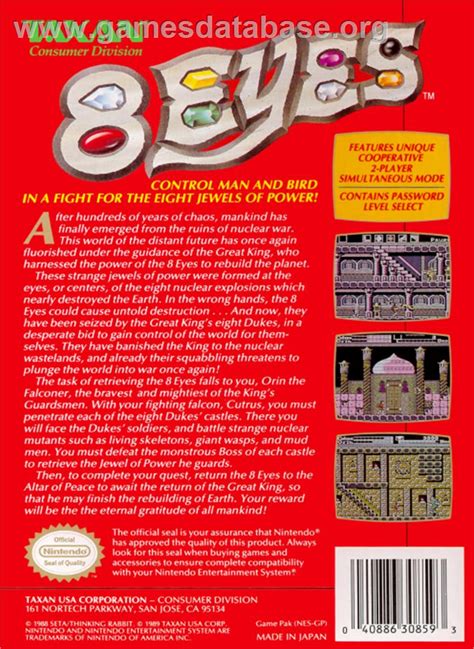 www.gamesdatabase.org
taxan
Consumer Division
8 EYES
™
CONTROL MAN AND BIRD
IN A FIGHT FOR THE EIGHT JEWELS OF POWER!
FEATURES UNIQUE
COOPERATIVE
2-PLAYER
SIMULTANEOUS MODE
CONTAINS PASSWORD
LEVEL SELECT
After hundreds of years of chaos, mankind has
finally emerged from the ruins of nuclear war.
This world of the distant future has once again
fluorished under the guidance of the Great King, who
harnessed the power of the 8 Eyes to rebuild the planet.
These strange jewels of power were formed at the
eyes, or centers, of the eight nuclear explosions which
nearly destroyed the Earth. In the wrong hands, the 8
Eyes could cause untold destruction . . . And now, they
have been seized by the Great King's eight Dukes, in a
desperate bid to gain control of the world for them-
selves. They have banished the King to the nuclear
wastelands, and already their squabbling threatens to
plunge the world into war once again!
The task of retrieving the 8 Eyes falls to you, Orin the
Falconer, the bravest and mightiest of the King's
Guardsmen. With your fighting falcon, Cutrus, you must
penetrate each of the eight Dukes' castles. There you
will face the Dukes' soldiers, and battle strange nuclear
mutants such as living skeletons, giant wasps, and mud
men. You must defeat the monstrous Boss of each castle
to retrieve the Jewel of Power he guards.
Then, to complete your quest, return the 8 Eyes to the
Altar of Peace to await the return of the Great King, so
that he may finish the rebuilding of Earth. Your reward
will be the the eternal gratitude of all mankind!
Official
Nintendo
Seal of Quality
The official seal is your assurance that Nintendo®
has approved the quality of this product. Always
look for this seal when buying games and
accessories to ensure complete compatibility
with your Nintendo Entertainment System®.
TAXAN USA CORPORATION – CONSUMER DIVISION
161 NORTECH PARKWAY, SAN JOSE, CA 95134
© 1988 SETA/THINKING RABBIT. © 1989 TAXAN USA CORP.
NINTENDO AND NINTENDO ENTERTAINMENT SYSTEM ARE
TRADEMARKS OF NINTENDO OF AMERICA INC.
Game Pak (NES-GP)
MADE IN JAPAN
0 40886 30859 3